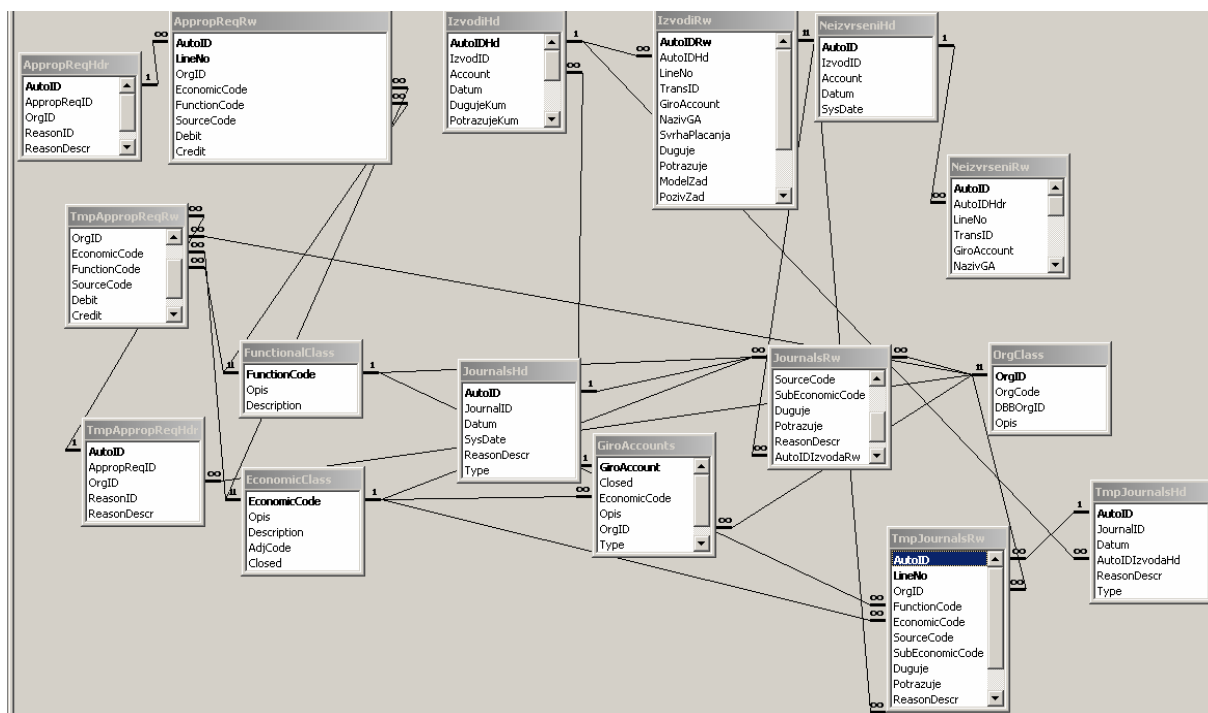 AppropReqHdr
AutoID
AppropReqID
OrgID
ReasonID
ReasonDescr
AppropReqRw
AutoID
LineNo
OrgID
EconomicCode
FunctionCode
SourceCode
Debit
Credit
IzvodiHd
AutoIDHd
IzvodID
Account
Datum
DugujeKum
PotrazujeKum
IzvodiRw
AutoIDRw
AutoIDHd
LineNo
TransID
GiroAccount
NazivGA
SvrhaPlacanja
Duguje
Potrazuje
ModelZad
PozivZad
NeizvrseniHd
AutoID
IzvodID
Account
Datum
SysDate
NeizvrseniRw
AutoID
AutoIDHdr
LineNo
TransID
GiroAccount
NazivGA
TmpAppropReqRw
OrgID
EconomicCode
FunctionCode
SourceCode
Debit
Credit
FunctionalClass
FunctionCode
Opis
Description
JournalsHd
AutoID
JournalID
Datum
SysDate
ReasonDescr
Type
JournalsRw
SourceCode
SubEconomicCode
Duguje
Potrazuje
ReasonDescr
AutoIDIzvodaRw
OrgClass
OrgID
OrgCode
DBBOrgID
Opis
TmpAppropReqHdr
AutoID
AppropReqID
OrgID
ReasonID
ReasonDescr
EconomicClass
EconomicCode
Opis
Description
AdjCode
Closed
GiroAccounts
GiroAccount
Closed
EconomicCode
Opis
OrgID
Type
TmpJournalsRw
AutoID
LineNo
OrgID
FunctionCode
EconomicCode
SourceCode
SubEconomicCode
Duguje
Potrazuje
ReasonDescr
TmpJournalsHd
AutoID
JournalID
Datum
AutoIDIzvodaHd
ReasonDescr
Type